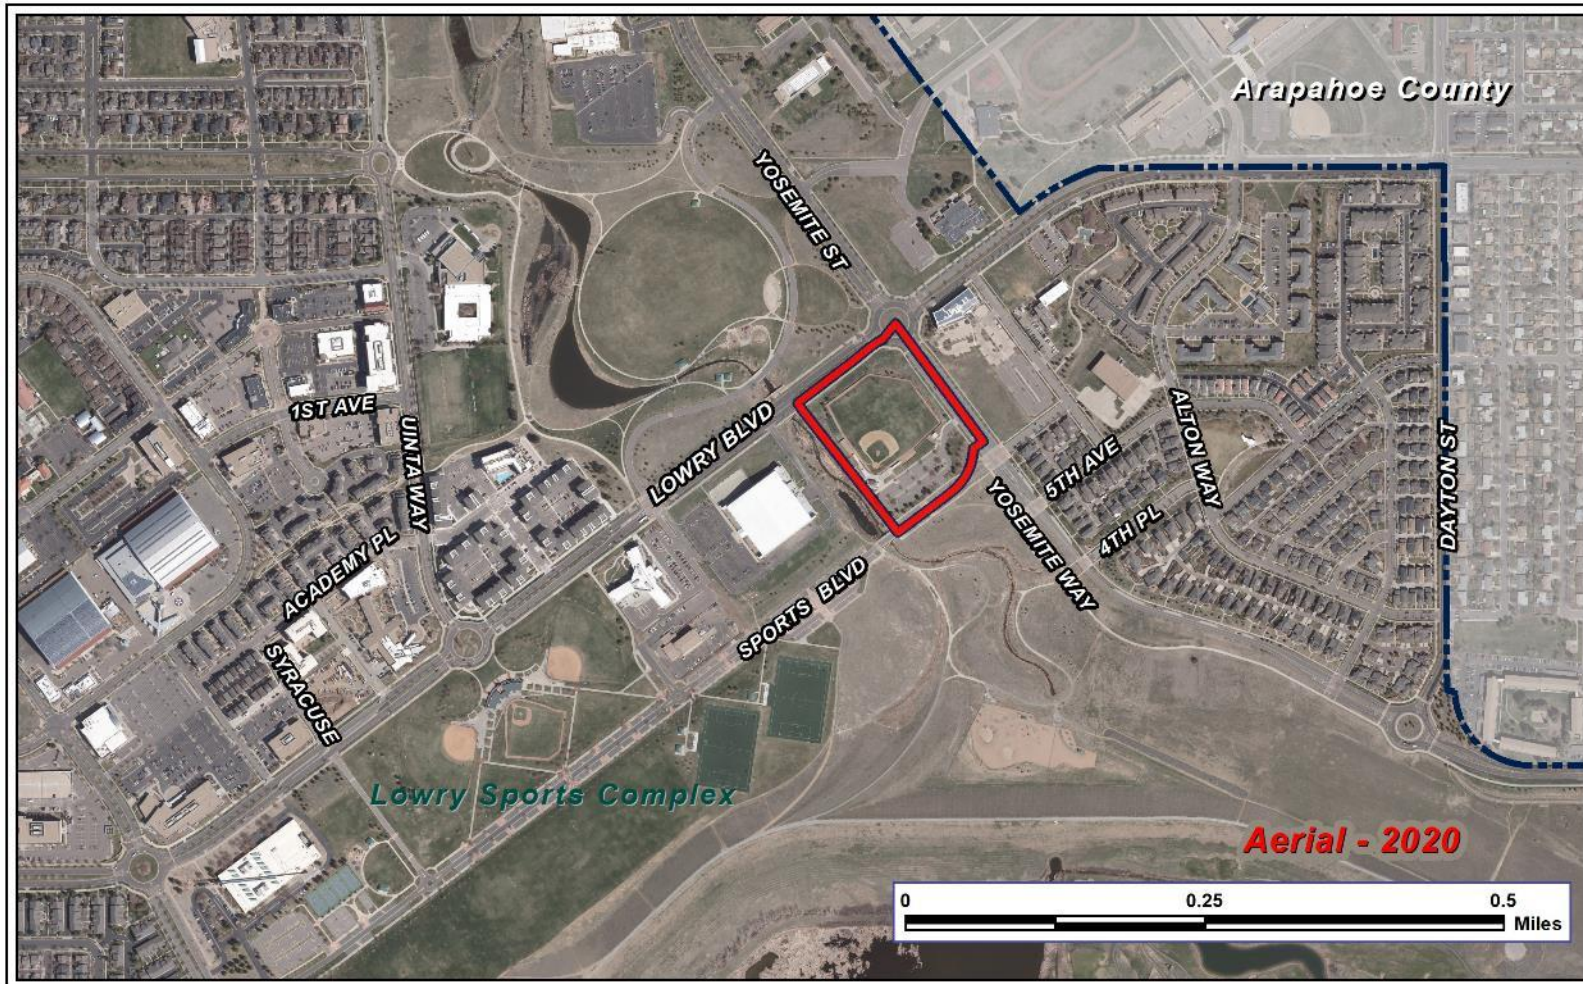 Arapahoe County
YOSEMITE ST
1ST AVE
UINTA WAY
LOWRY BLVD
ALTON WAY
5TH AVE
DAYTON ST
YOSEMITE WAY
4TH PL
ACADEMY PL
SPORTS BLVD
SYRACUSE
Lowry Sports Complex
Aerial - 2020
0 0.25 0.5
Miles